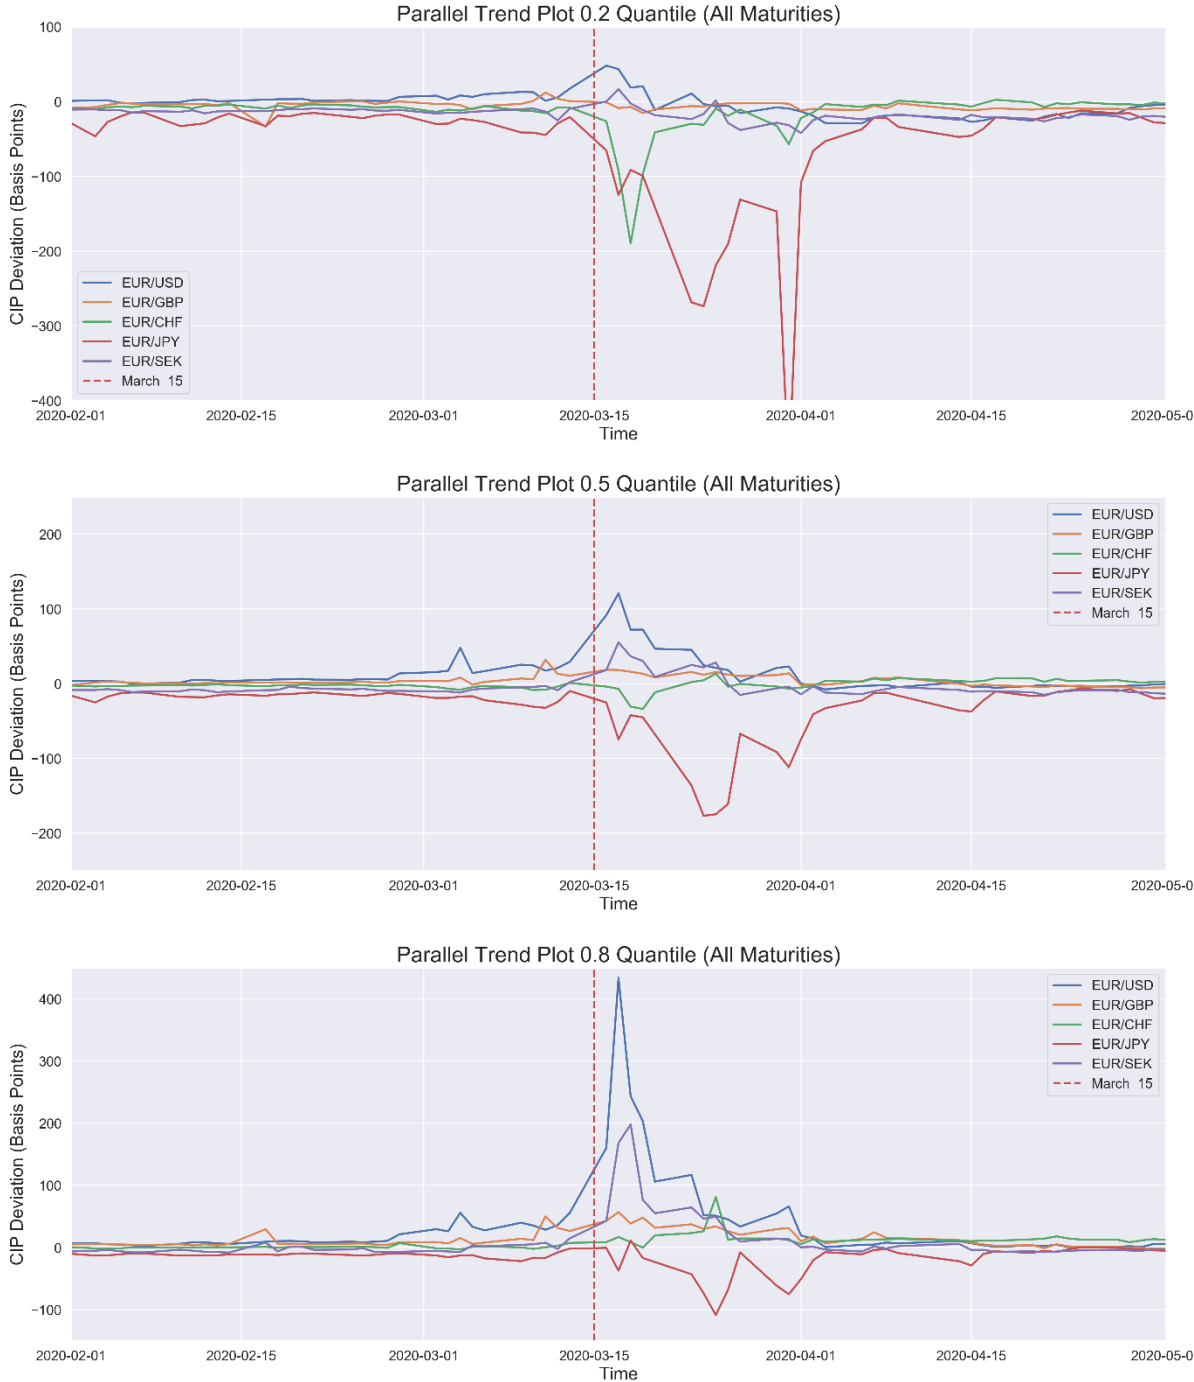 Parallel Trend Plot 0.2 Quantile (All Maturities)
CIP Deviation (Basis Points)
100
0
−100
−200
−300
−400
EUR/USD
EUR/GBP
EUR/CHF
EUR/JPY
EUR/SEK
March 15
2020-02-01 2020-02-15 2020-03-01 2020-03-15 2020-04-01 2020-04-15 2020-05-0
Time
Parallel Trend Plot 0.5 Quantile (All Maturities)
CIP Deviation (Basis Points)
200
100
0
−100
−200
EUR/USD
EUR/GBP
EUR/CHF
EUR/JPY
EUR/SEK
March 15
2020-02-01 2020-02-15 2020-03-01 2020-03-15 2020-04-01 2020-04-15 2020-05-0
Time
Parallel Trend Plot 0.8 Quantile (All Maturities)
CIP Deviation (Basis Points)
400
300
200
100
0
−100
EUR/USD
EUR/GBP
EUR/CHF
EUR/JPY
EUR/SEK
March 15
2020-02-01 2020-02-15 2020-03-01 2020-03-15 2020-04-01 2020-04-15 2020-05-0
Time